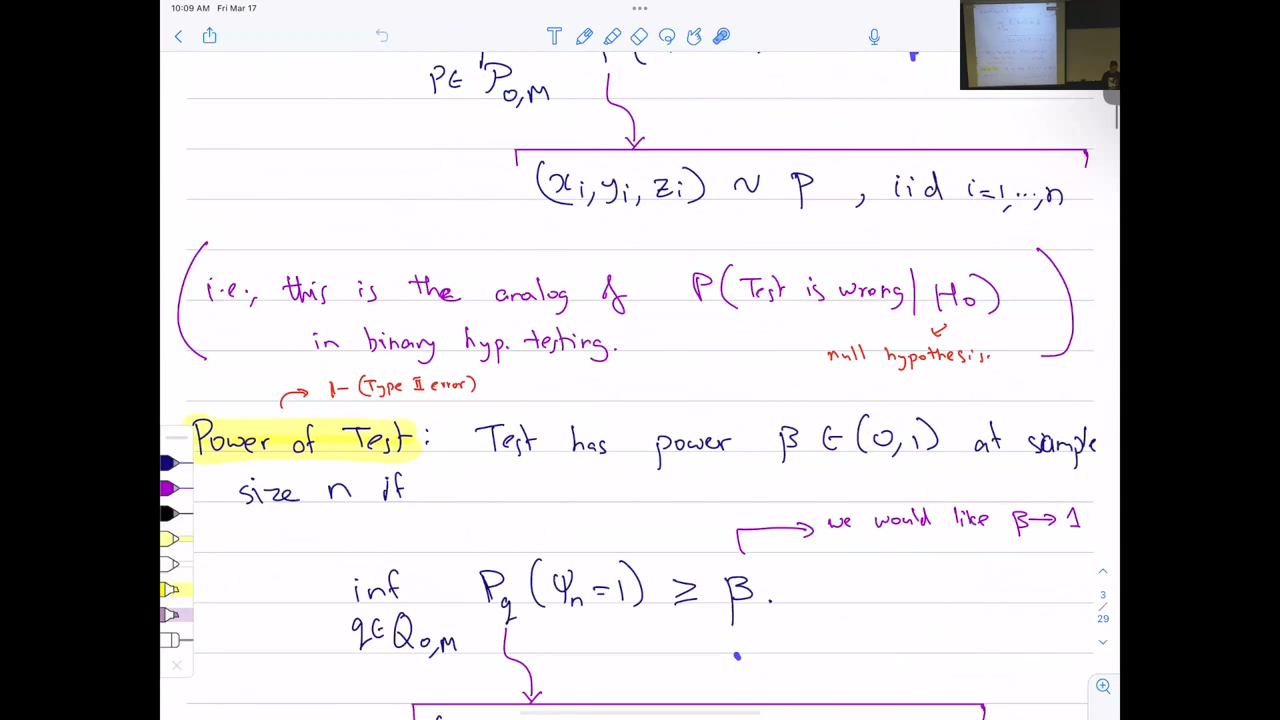 10:09 AM Fri Mar 17
p∈ P₀,M
(xᵢ, yᵢ, zᵢ) ~ p , iid i=1,...,n
(i.e., this is the analog of P(Test is wrong | H₀)
in binary hyp. testing.)
null hypothesis.
1-(Type II error)
Power of Test: Test has power β ∈ (0,1) at sample
size n if
we would like β→1
inf P_q (Ψₙ=1) ≥ β.
q∈Q₀,M
3
/
29